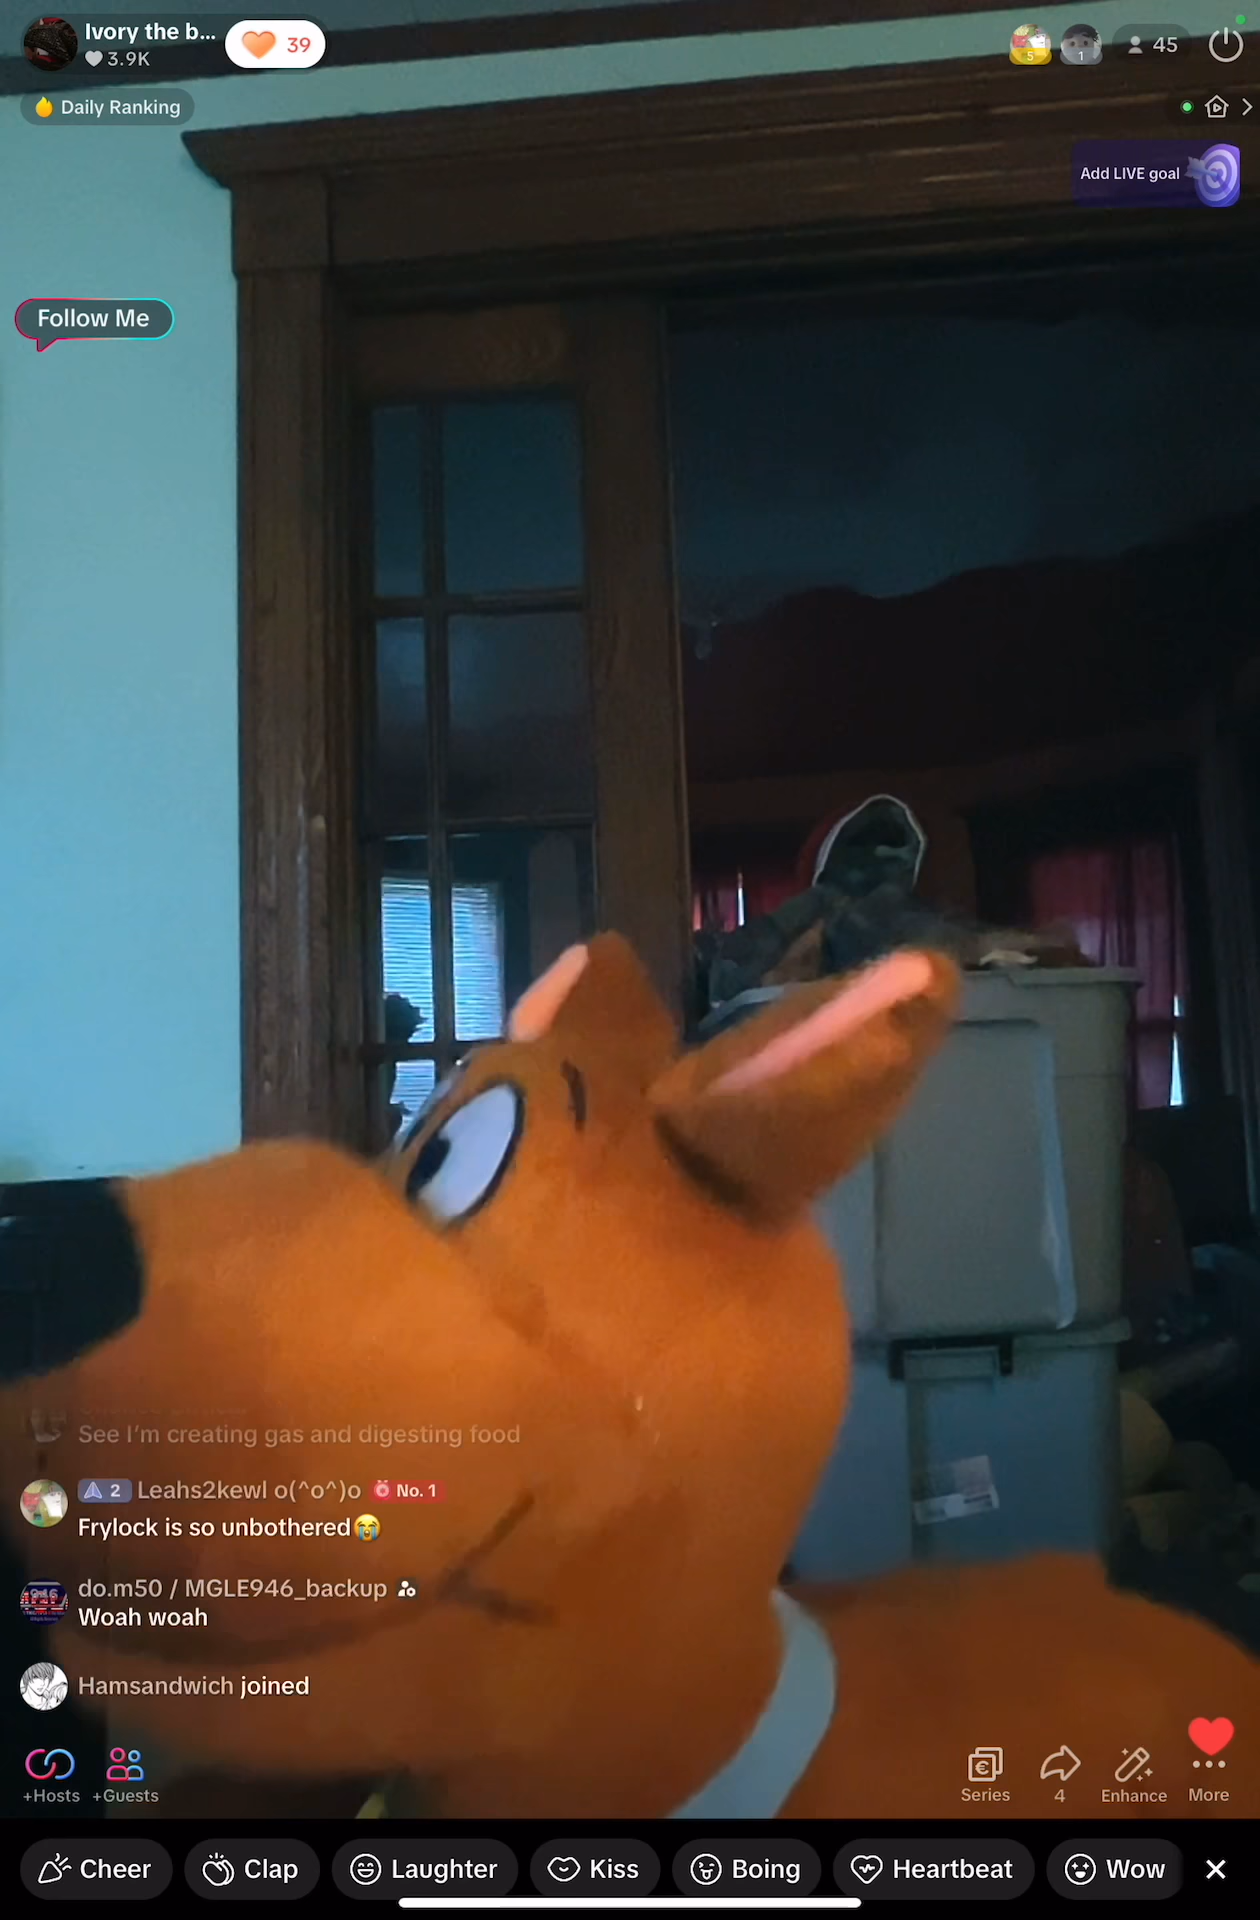 Ivory the b...
3.9K
39
5
1
45
Daily Ranking
Add LIVE goal
Follow Me
See I'm creating gas and digesting food
2 Leahs2kewl o(^o^)o No. 1
Frylock is so unbothered😭
do.m50 / MGLE946_backup
Woah woah
Hamsandwich joined
+Hosts
+Guests
Series
4
Enhance
More
Cheer
Clap
Laughter
Kiss
Boing
Heartbeat
Wow